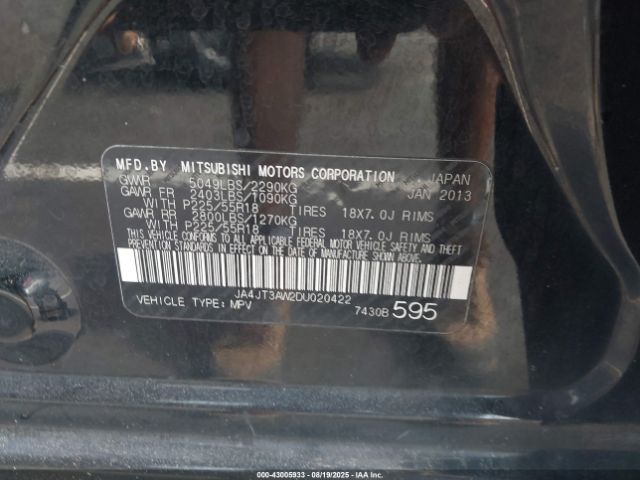 MFD.BY MITSUBISHI MOTORS CORPORATION JAPAN
GVWR 5049LBS/2290KG JAN 2013
GAWR FR 2403LBS/1090KG
WITH P225/55R18 TIRES 18X7.0J RIMS
GAWR RR 2800LBS/1270KG
WITH P225/55R18 TIRES 18X7.0J RIMS
THIS VEHICLE CONFORMS TO ALL APPLICABLE FEDERAL MOTOR VEHICLE SAFETY AND THEFT
PREVENTION STANDARDS IN EFFECT ON THE DATE OF MANUFACTURE SHOWN ABOVE.
JA4JT3AW2DU020422
VEHICLE TYPE: MPV 7430B 595
000-43005933 - 08/19/2025 - IAAI.COM